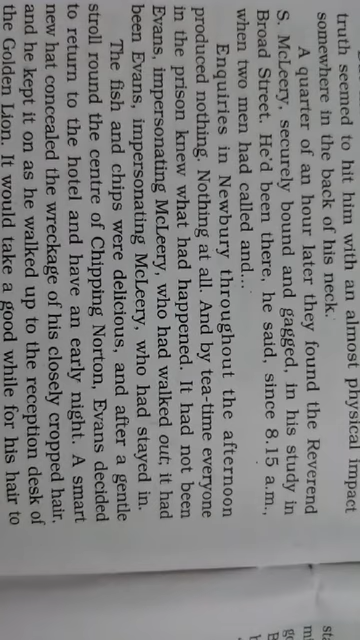 truth seemed to hit him with an almost physical impact
somewhere in the back of his neck.
A quarter of an hour later they found the Reverend
S. McLeery, securely bound and gagged, in his study in
Broad Street. He'd been there, he said, since 8.15 a.m.,
when two men had called and...
Enquiries in Newbury throughout the afternoon
produced nothing. Nothing at all. And by tea-time everyone
in the prison knew what had happened. It had not been
Evans, impersonating McLeery, who had walked out; it had
been Evans, impersonating McLeery, who had stayed in.
The fish and chips were delicious, and after a gentle
stroll round the centre of Chipping Norton, Evans decided
to return to the hotel and have an early night. A smart
new hat concealed the wreckage of his closely cropped hair,
and he kept it on as he walked up to the reception desk of
the Golden Lion. It would take a good while for his hair to